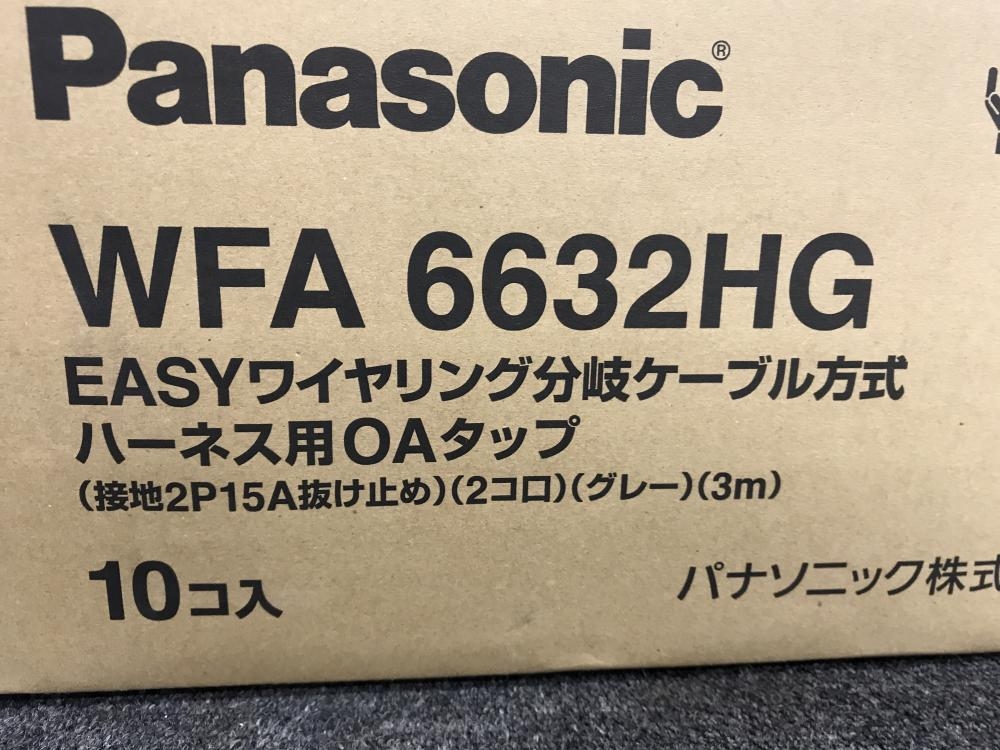 Panasonic®
WFA 6632HG
EASYワイヤリング分岐ケーブル方式
ハーネス用OAタップ
(接地2P15A抜け止め)(2コロ)(グレー)(3m)
10コ入
パナソニック株式